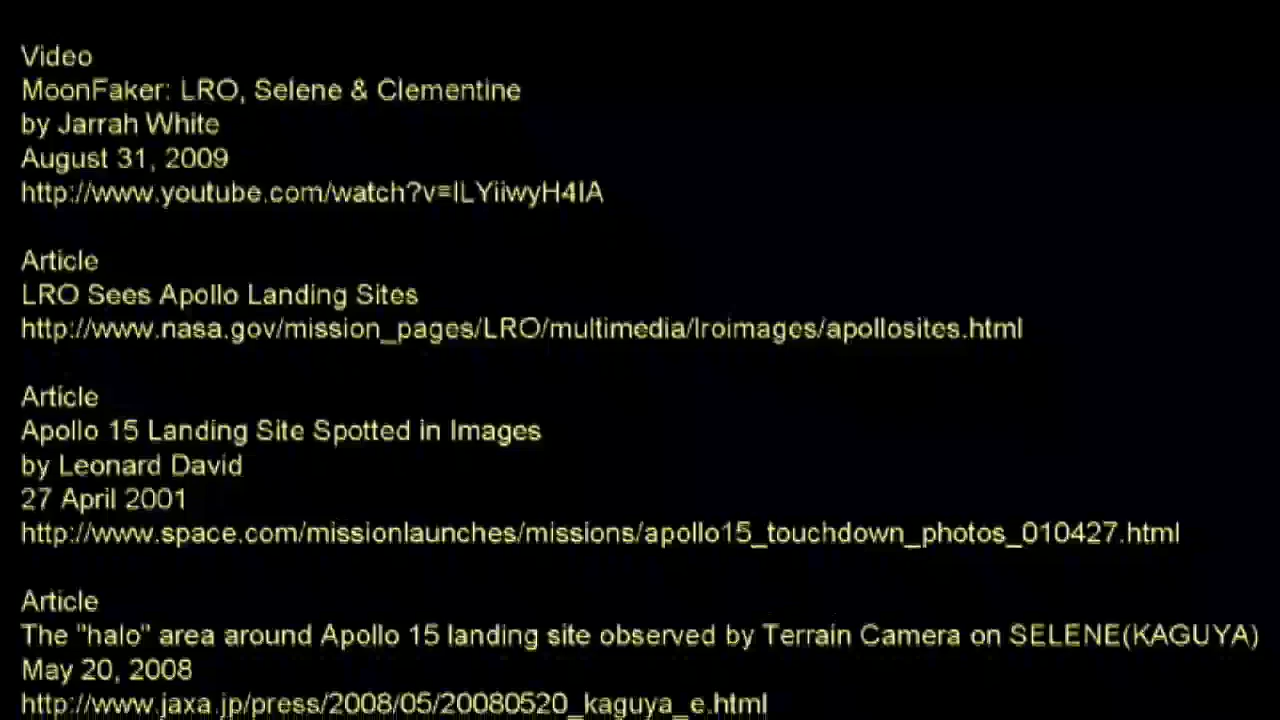 Video
MoonFaker: LRO, Selene & Clementine
by Jarrah White
August 31, 2009
http://www.youtube.com/watch?v=lLYiiwyH4IA
Article
LRO Sees Apollo Landing Sites
http://www.nasa.gov/mission_pages/LRO/multimedia/lroimages/apollosites.html
Article
Apollo 15 Landing Site Spotted in Images
by Leonard David
27 April 2001
http://www.space.com/missionlaunches/missions/apollo15_touchdown_photos_010427.html
Article
The "halo" area around Apollo 15 landing site observed by Terrain Camera on SELENE(KAGUYA)
May 20, 2008
http://www.jaxa.jp/press/2008/05/20080520_kaguya_e.html